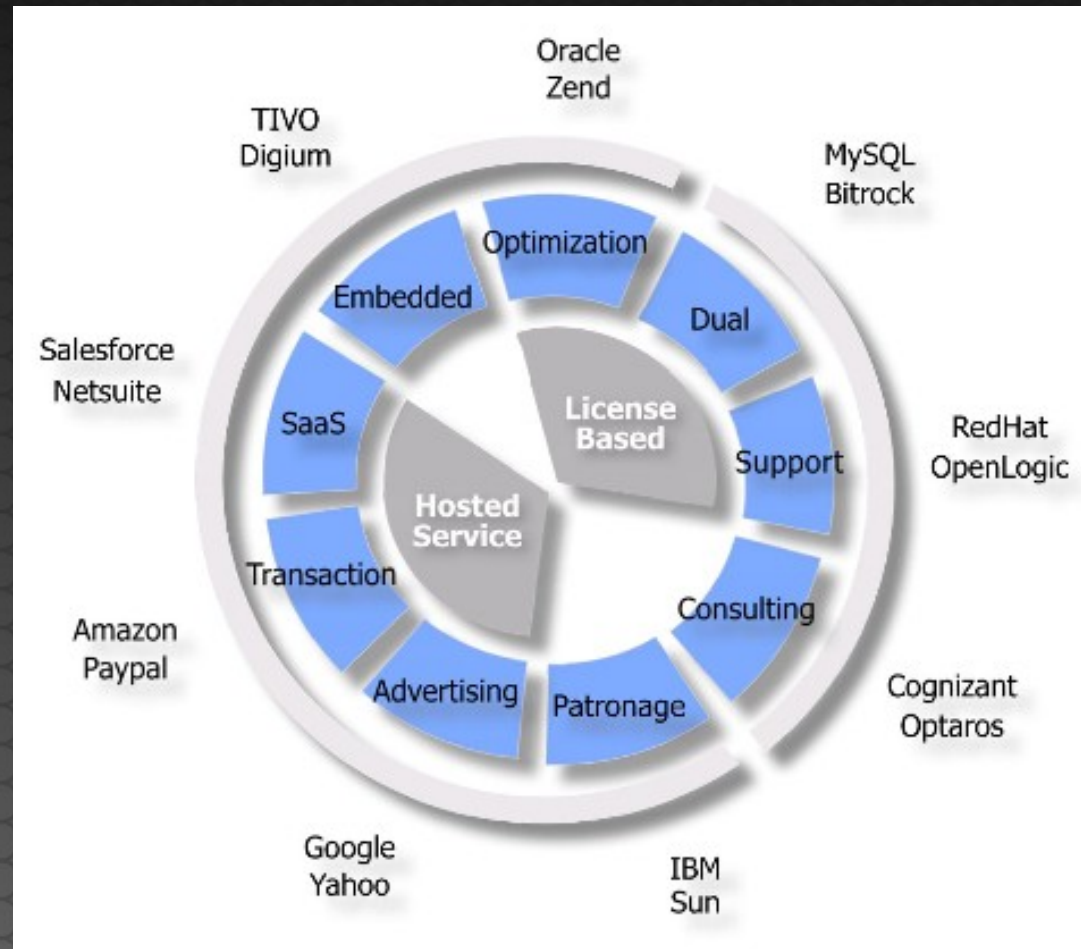 Oracle
Zend
TIVO
Digium
MySQL
Bitrock
Optimization
Embedded
Dual
Salesforce
Netsuite
SaaS
License
Based
Support
RedHat
OpenLogic
Hosted
Service
Transaction
Consulting
Amazon
Paypal
Advertising
Patronage
Cognizant
Optaros
Google
Yahoo
IBM
Sun